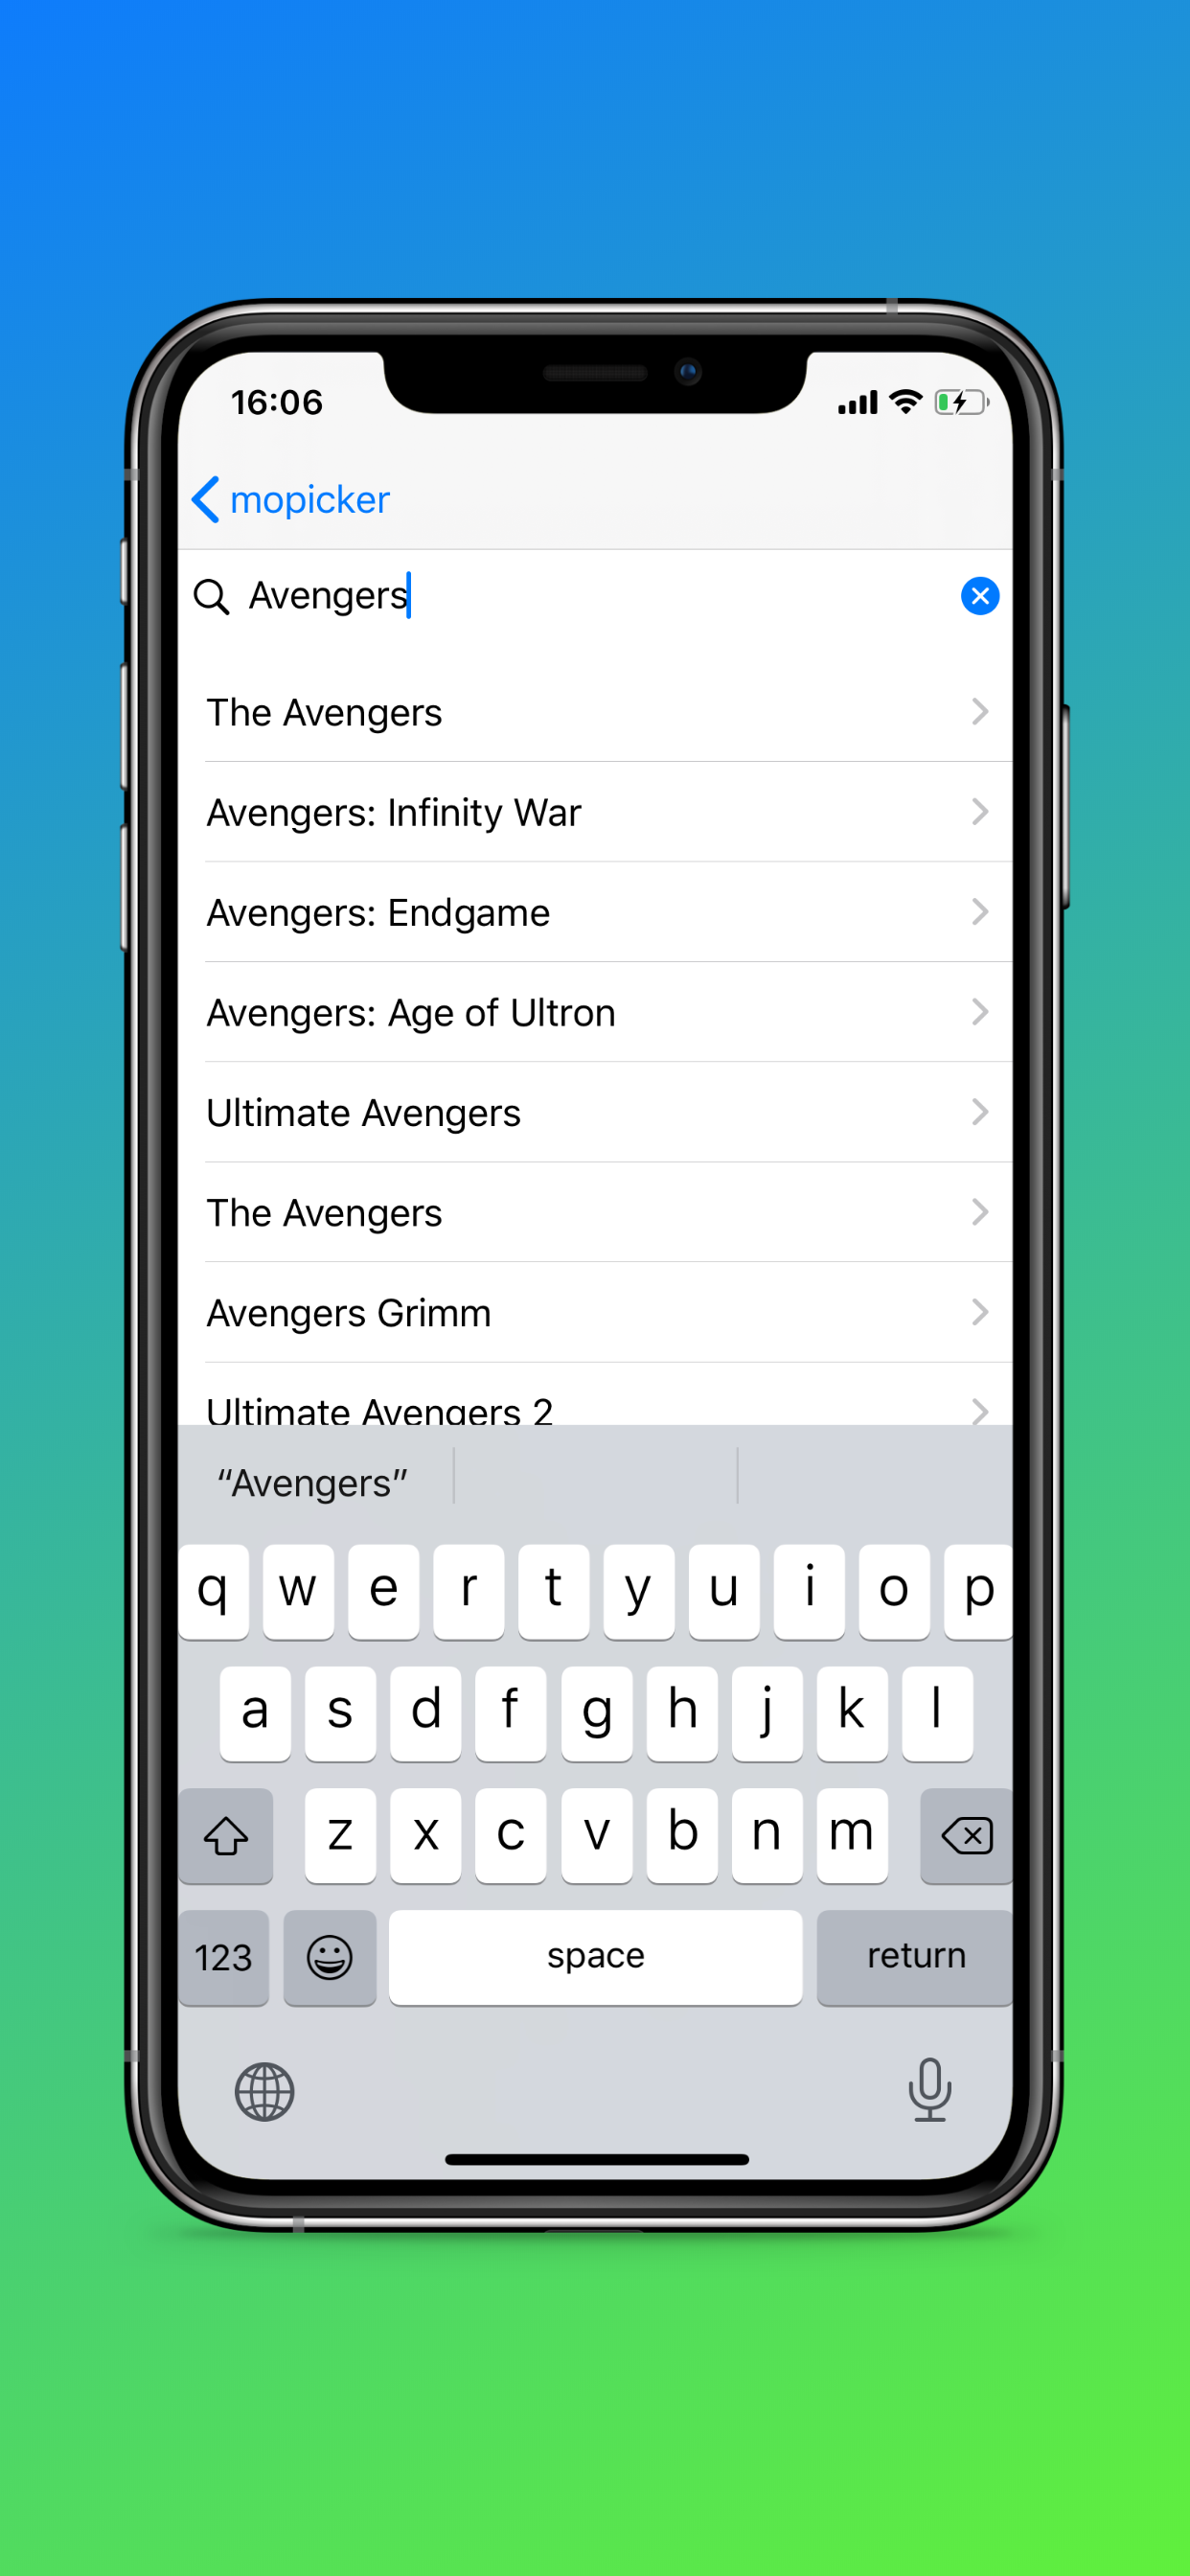 16:06
mopicker
Avengers
The Avengers
Avengers: Infinity War
Avengers: Endgame
Avengers: Age of Ultron
Ultimate Avengers
The Avengers
Avengers Grimm
Ultimate Avengers 2
“Avengers”
q w e r t y u i o p
a s d f g h j k l
z x c v b n m
123 space return